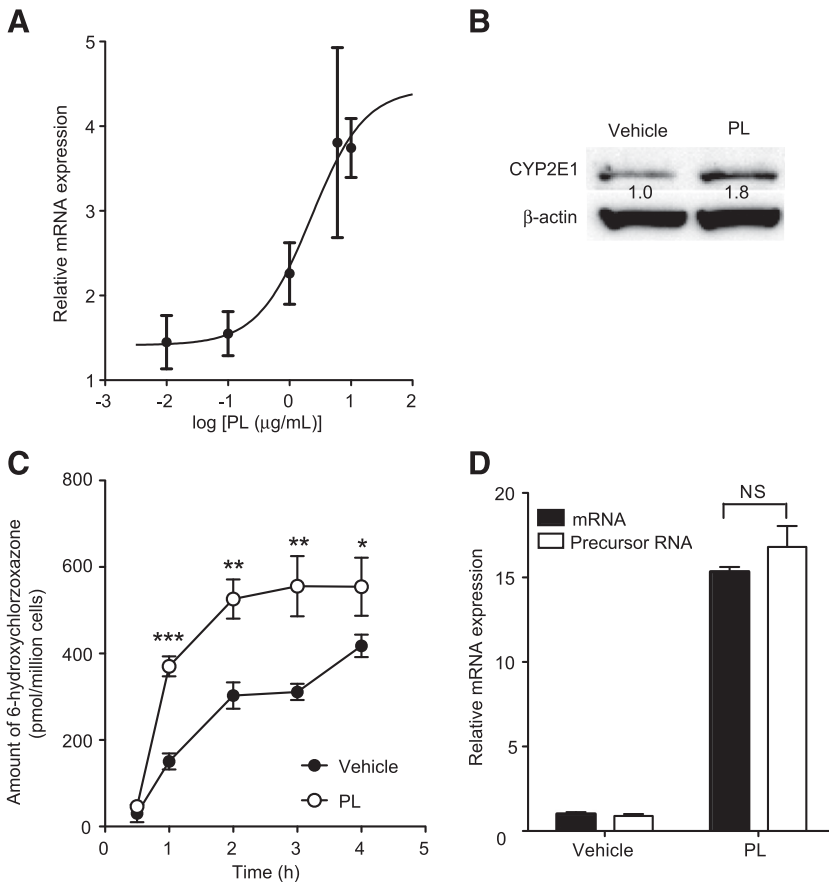 A
5
4
3
2
1
Relative mRNA expression
-3 -2 -1 0 1 2
log [PL (μg/mL)]
B
Vehicle PL
CYP2E1
1.0 1.8
β-actin
C
800
600
400
200
0
Amount of 6-hydroxychlorzoxazone
(pmol/million cells)
*** ** ** *
Vehicle
PL
0 1 2 3 4 5
Time (h)
D
20
15
10
5
0
Relative mRNA expression
NS
mRNA
Precursor RNA
Vehicle PL